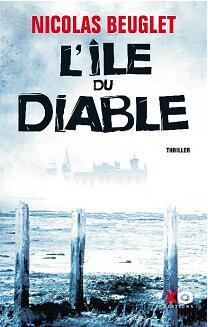 NICOLAS BEUGLET
L'ÎLE
DU
DIABLE
THRILLER
XO
ÉDITIONS